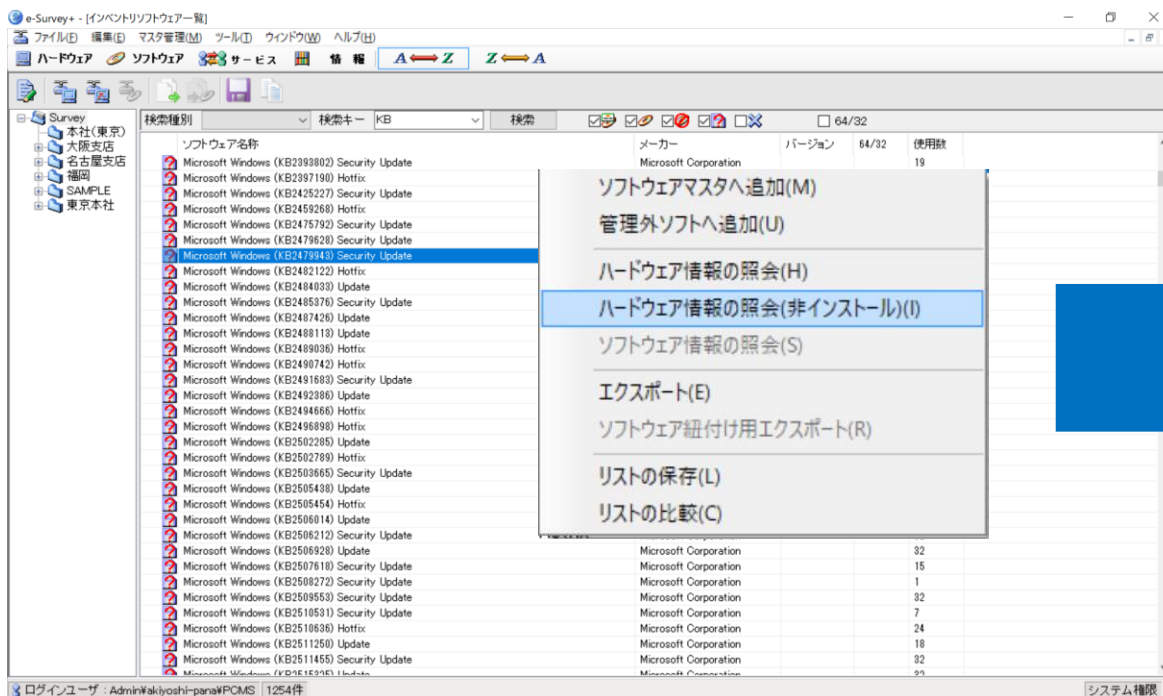 e-Survey+ - [インベントリソフトウェア一覧]
ファイル(F) 編集(E) マスタ管理(M) ツール(T) ウィンドウ(W) ヘルプ(H)
ハードウェア ソフトウェア サービス 情報 A Z Z A
検索種別 検索キー KB 検索 64/32
Survey
本社(東京)
大阪支店
名古屋支店
福岡
SAMPLE
東京本社
ソフトウェア名称 メーカー バージョン 64/32 使用数
Microsoft Windows (KB2393802) Security Update Microsoft Corporation 19
Microsoft Windows (KB2397190) Hotfix
Microsoft Windows (KB2425227) Security Update
Microsoft Windows (KB2459268) Hotfix
Microsoft Windows (KB2475792) Security Update
Microsoft Windows (KB2479628) Security Update
Microsoft Windows (KB2479943) Security Update
Microsoft Windows (KB2482122) Hotfix
Microsoft Windows (KB2484033) Update
Microsoft Windows (KB2485376) Security Update
Microsoft Windows (KB2487426) Update
Microsoft Windows (KB2488113) Update
Microsoft Windows (KB2489036) Hotfix
Microsoft Windows (KB2490742) Hotfix
Microsoft Windows (KB2491683) Security Update
Microsoft Windows (KB2492386) Update
Microsoft Windows (KB2494666) Hotfix
Microsoft Windows (KB2496898) Hotfix
Microsoft Windows (KB2502285) Update
Microsoft Windows (KB2502789) Hotfix
Microsoft Windows (KB2503665) Security Update
Microsoft Windows (KB2505438) Update
Microsoft Windows (KB2505454) Hotfix
Microsoft Windows (KB2506014) Update
Microsoft Windows (KB2506212) Security Update
Microsoft Windows (KB2506928) Update Microsoft Corporation 32
Microsoft Windows (KB2507618) Security Update Microsoft Corporation 15
Microsoft Windows (KB2508272) Security Update Microsoft Corporation 1
Microsoft Windows (KB2509553) Security Update Microsoft Corporation 32
Microsoft Windows (KB2510531) Security Update Microsoft Corporation 7
Microsoft Windows (KB2510636) Hotfix Microsoft Corporation 24
Microsoft Windows (KB2511250) Update Microsoft Corporation 18
Microsoft Windows (KB2511455) Security Update Microsoft Corporation 32
ソフトウェアマスタへ追加(M)
管理外ソフトへ追加(U)
ハードウェア情報の照会(H)
ハードウェア情報の照会(非インストール)(I)
ソフトウェア情報の照会(S)
エクスポート(E)
ソフトウェア紐付け用エクスポート(R)
リストの保存(L)
リストの比較(C)
ログインユーザ : Admin¥akiyoshi-pana¥PCMS 1254件 システム権限